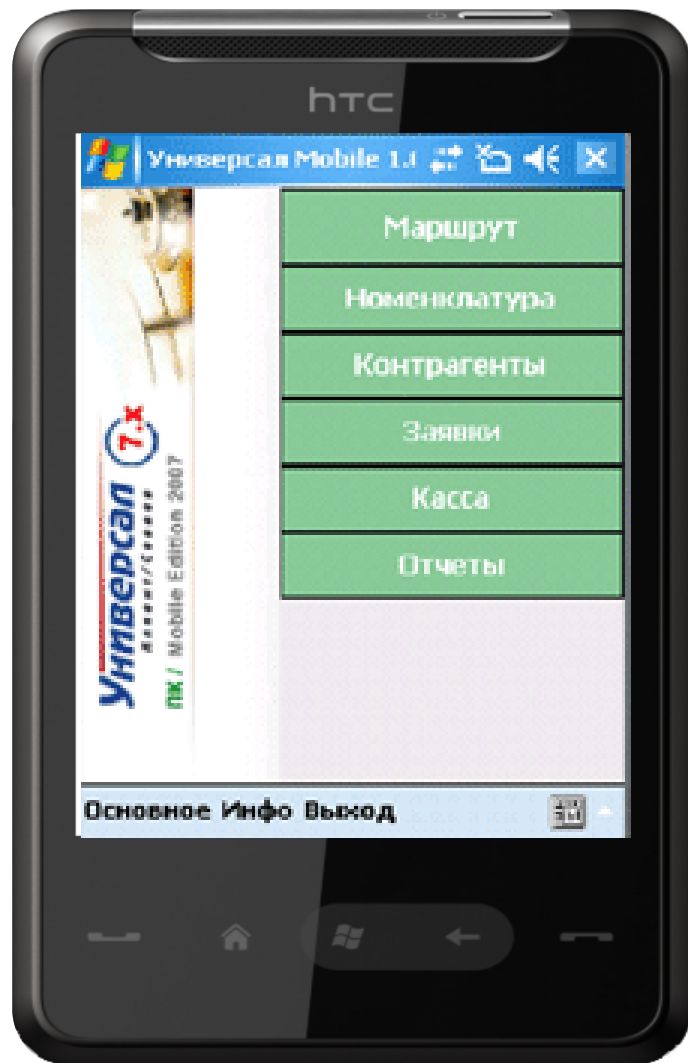 hTC
Универсал Mobile 1.
Маршрут
Номенклатура
Контрагенты
Заявки
Касса
Отчеты
Универсал 7.x
ПК / Mobile Edition 2007
Основное Инфо Выход